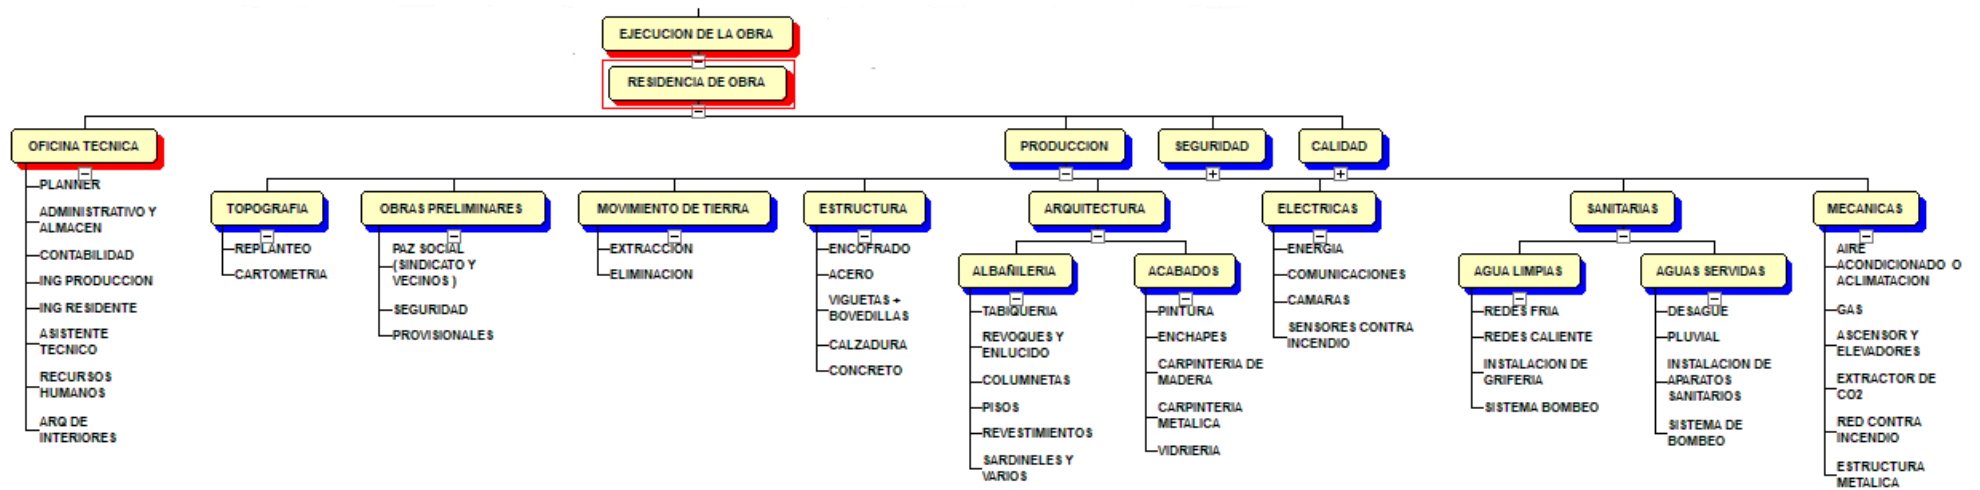 EJECUCION DE LA OBRA
RESIDENCIA DE OBRA
OFICINA TECNICA
PLANNER
ADMINISTRATIVO Y
ALMACEN
CONTABILIDAD
ING PRODUCCION
ING RESIDENTE
ASISTENTE
TECNICO
RECURSOS
HUMANOS
ARQ DE
INTERIORES
PRODUCCION
SEGURIDAD
CALIDAD
TOPOGRAFIA
REPLANTEO
CARTOMETRIA
OBRAS PRELIMINARES
PAZ SOCIAL
(SINDICATO Y
VECINOS )
SEGURIDAD
PROVISIONALES
MOVIMIENTO DE TIERRA
EXTRACCION
ELIMINACION
ESTRUCTURA
ENCOFRADO
ACERO
VIGUETAS +
BOVEDILLAS
CALZADURA
CONCRETO
ARQUITECTURA
ALBAÑILERIA
TABIQUERIA
REVOQUES Y
ENLUCIDO
COLUMNETAS
PISOS
REVESTIMIENTOS
SARDINELES Y
VARIOS
ACABADOS
PINTURA
ENCHAPES
CARPINTERIA DE
MADERA
CARPINTERIA
METALICA
VIDRIERIA
ELECTRICAS
ENERGIA
COMUNICACIONES
CAMARAS
SENSORES CONTRA
INCENDIO
SANITARIAS
AGUA LIMPIAS
REDES FRIA
REDES CALIENTE
INSTALACION DE
GRIFERIA
SISTEMA BOMBEO
AGUAS SERVIDAS
DESAGUE
PLUVIAL
INSTALACION DE
APARATOS
SANITARIOS
SISTEMA DE
BOMBEO
MECANICAS
AIRE
ACONDICIONADO O
ACLIMATACION
GAS
ASCENSOR Y
ELEVADORES
EXTRACTOR DE
CO2
RED CONTRA
INCENDIO
ESTRUCTURA
METALICA